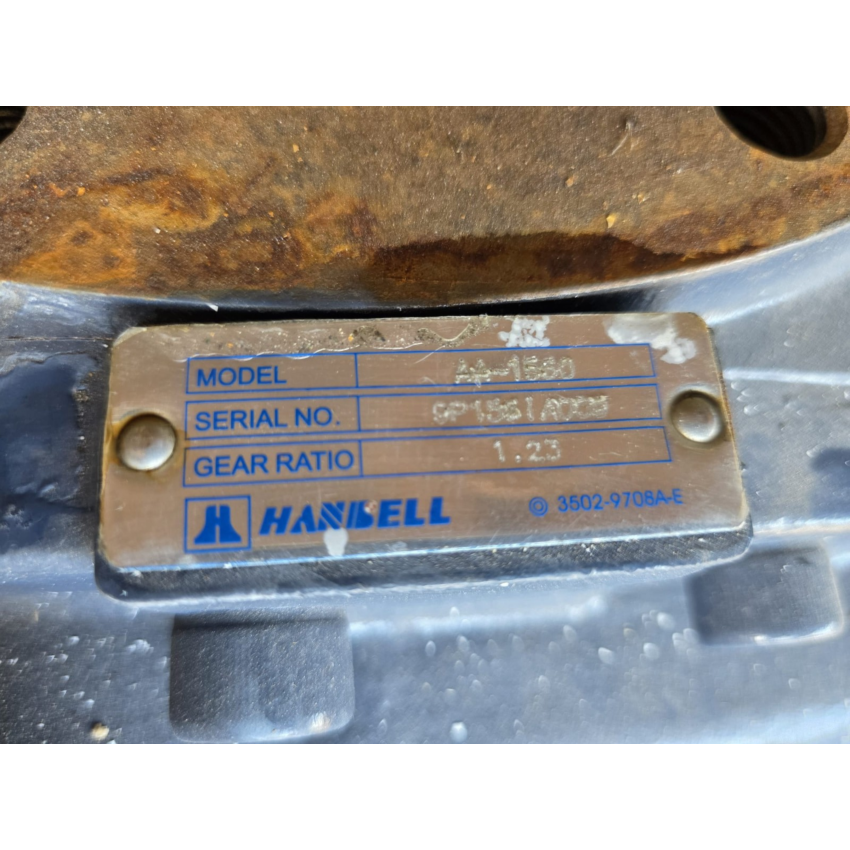 MODEL
SERIAL NO.
GEAR RATIO 1.23
HANBELL © 3502-9708A-E